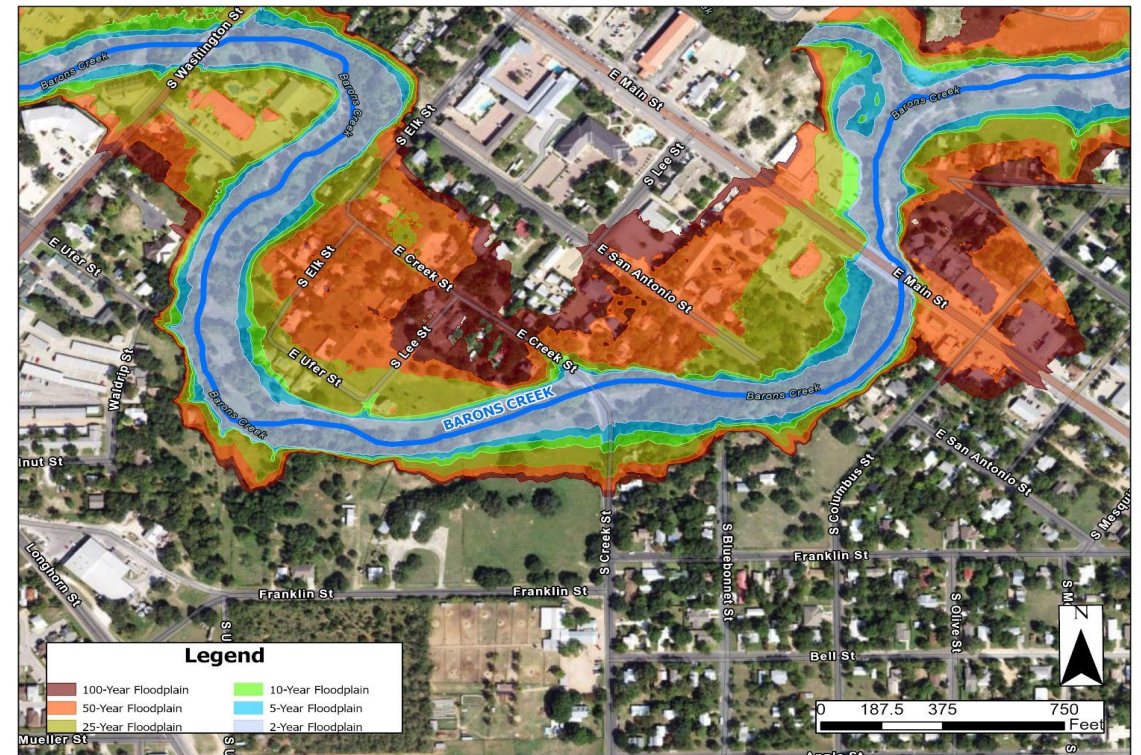 S Washington St
Barons Creek
Barons Creek
S Elk St
E Main St
S Lee St
Barons Creek
E Ufer St
S Elk St
E Creek St
E San Antonio St
E Main St
S Lee St
E Creek St
E Ufer St
Waldrip St
Barons Creek
BARONS CREEK
Barons Creek
lnut St
E San Antonio St
S Columbus St
S Mesqui
S Creek St
S Bluebonnet St
Franklin St
Longhorn St
Franklin St
Franklin St
S Olive St
S M
N
S U
Bell St
Legend
100-Year Floodplain
50-Year Floodplain
25-Year Floodplain
10-Year Floodplain
5-Year Floodplain
2-Year Floodplain
0 187.5 375 750
Feet
Mueller St
S U
Apple St
S